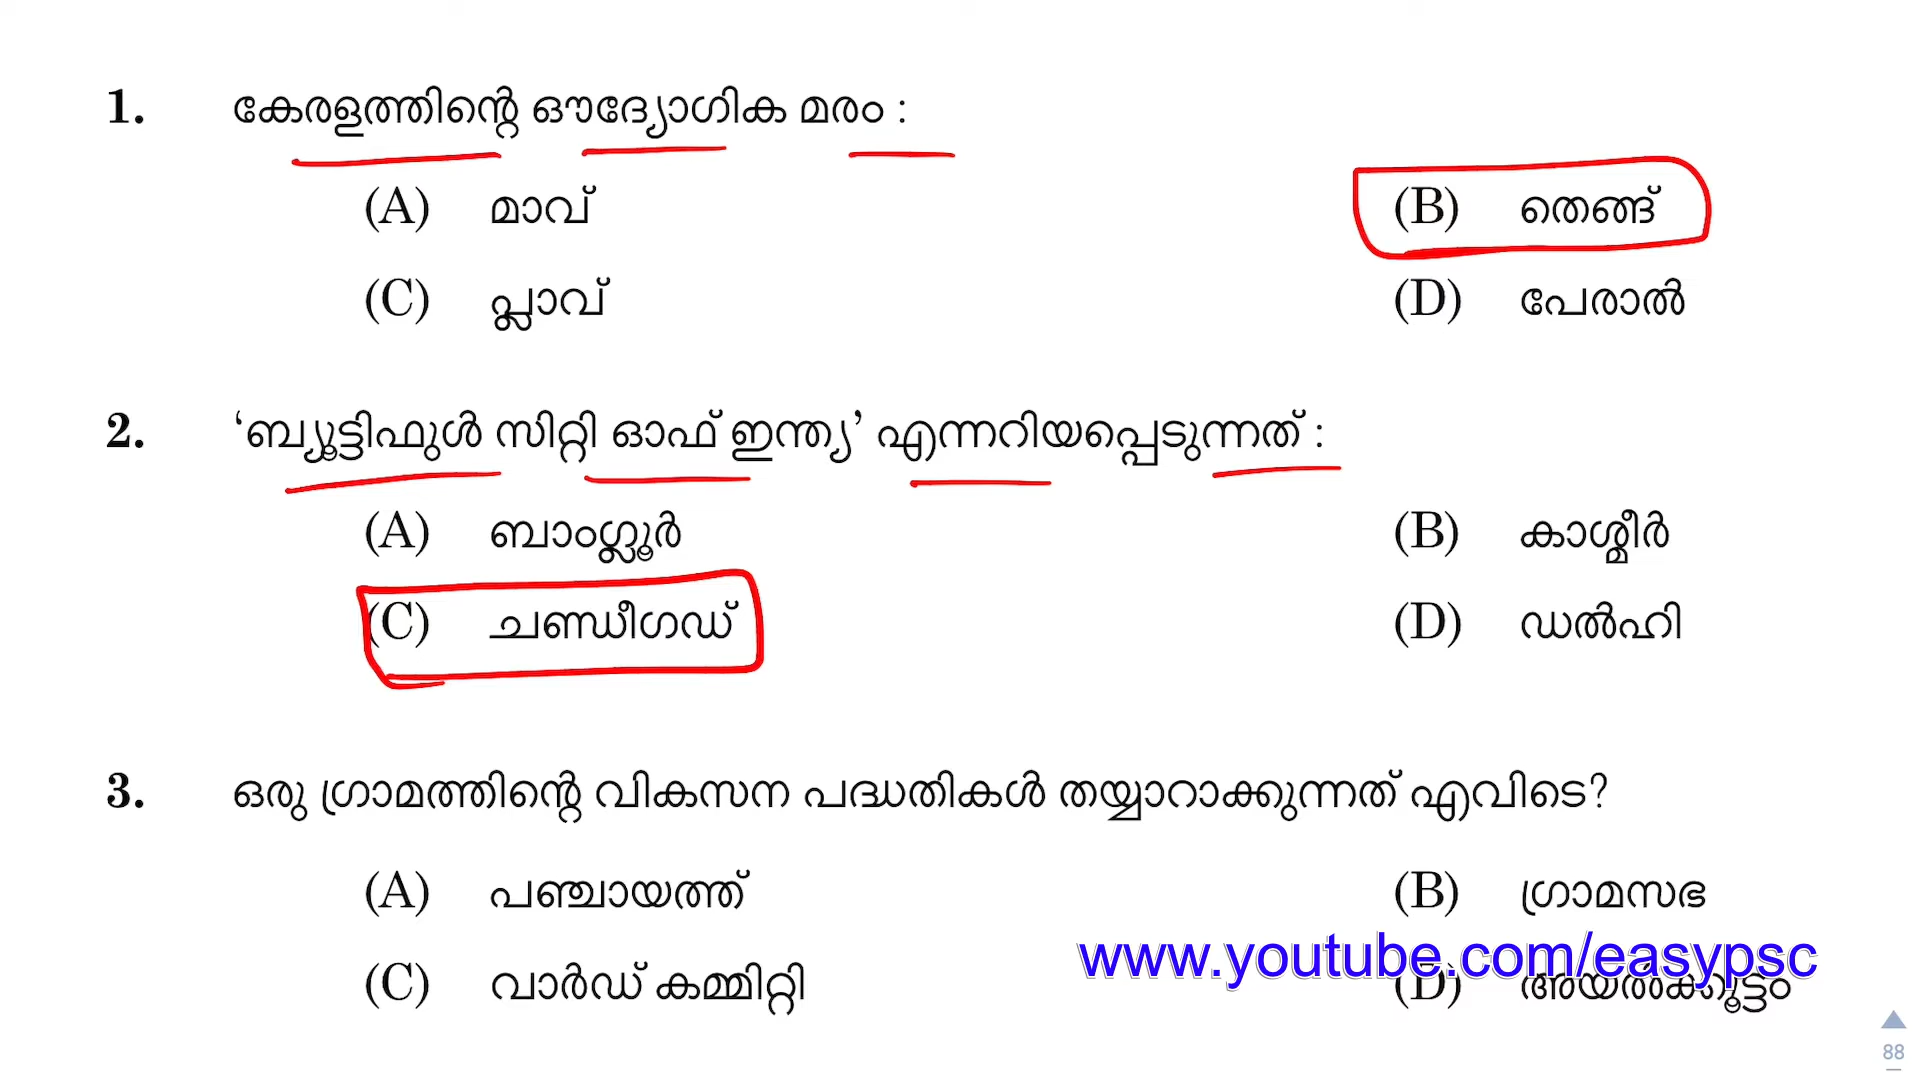 1. കേരളത്തിന്റെ ഔദ്യോഗിക മരം :
(A) മാവ് (B) തെങ്ങ്
(C) പ്ലാവ് (D) പേരാൽ
2. ‘ബ്യൂട്ടിഫുൾ സിറ്റി ഓഫ് ഇന്ത്യ’ എന്നറിയപ്പെടുന്നത് :
(A) ബാംഗ്ലൂർ (B) കാശ്മീർ
(C) ചണ്ഡീഗഡ് (D) ഡൽഹി
3. ഒരു ഗ്രാമത്തിന്റെ വികസന പദ്ധതികൾ തയ്യാറാക്കുന്നത് എവിടെ?
(A) പഞ്ചായത്ത് (B) ഗ്രാമസഭ
www.youtube.com/easypsc
(C) വാർഡ് കമ്മിറ്റി (D) അയൽക്കൂട്ടം
88